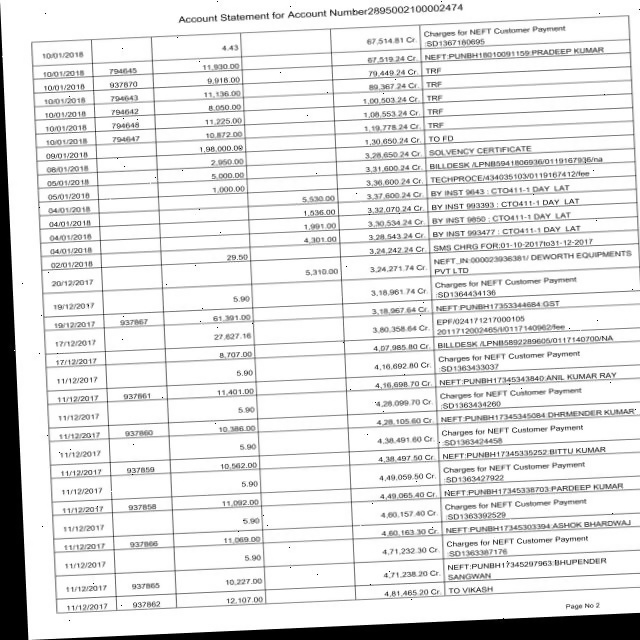 Account Statement for Account Number2895002100002474
10/01/2018 4.43 67,514.81 Cr. Charges for NEFT Customer Payment
:SD1367180695
10/01/2018 794645 11,930.00 67,519.24 Cr. NEFT:PUNBH18010091159:PRADEEP KUMAR
10/01/2018 937870 9,918.00 79,449.24 Cr. TRF
10/01/2018 794643 11,136.00 89,367.24 Cr. TRF
10/01/2018 794642 8,050.00 1,00,503.24 Cr. TRF
10/01/2018 794648 11,225.00 1,08,553.24 Cr. TRF
10/01/2018 794647 10,872.00 1,19,778.24 Cr. TRF
09/01/2018 1,98,000.00 1,30,650.24 Cr. TO FD
08/01/2018 2,950.00 3,28,650.24 Cr. SOLVENCY CERTIFICATE
05/01/2018 5,000.00 3,31,600.24 Cr. BILLDESK /LPNB5941806936/0119167936/na
05/01/2018 1,000.00 3,36,600.24 Cr. TECHPROCE/434035103/0119167412/fee
04/01/2018 5,530.00 3,37,600.24 Cr. BY INST 9643 : CTO411-1 DAY LAT
04/01/2018 1,536.00 3,32,070.24 Cr. BY INST 993393 : CTO411-1 DAY LAT
04/01/2018 1,991.00 3,30,534.24 Cr. BY INST 9850 : CTO411-1 DAY LAT
04/01/2018 4,301.00 3,28,543.24 Cr. BY INST 993477 : CTO411-1 DAY LAT
02/01/2018 29.50 3,24,242.24 Cr. SMS CHRG FOR:01-10-2017to31-12-2017
20/12/2017 5,310.00 3,24,271.74 Cr. NEFT_IN:000023936381/ DEWORTH EQUIPMENTS
PVT LTD
19/12/2017 5.90 3,18,961.74 Cr. Charges for NEFT Customer Payment
:SD1364434136
19/12/2017 937867 61,391.00 3,18,967.64 Cr. NEFT:PUNBH17353344684:GST
17/12/2017 27,627.16 3,80,358.64 Cr. EPF/024171217000105
2011712002465/I/0117140962/fee
17/12/2017 8,707.00 4,07,985.80 Cr. BILLDESK /LPNB5892289605/0117140700/NA
11/12/2017 5.90 4,16,692.80 Cr. Charges for NEFT Customer Payment
:SD1363433037
11/12/2017 937861 11,401.00 4,16,698.70 Cr. NEFT:PUNBH17345343840:ANIL KUMAR RAY
11/12/2017 5.90 4,28,099.70 Cr. Charges for NEFT Customer Payment
:SD1363434260
11/12/2017 937860 10,386.00 4,28,105.60 Cr. NEFT:PUNBH17345345084:DHRMENDER KUMAR
11/12/2017 5.90 4,38,491.60 Cr. Charges for NEFT Customer Payment
:SD1363424458
11/12/2017 937859 10,562.00 4,38,497.50 Cr. NEFT:PUNBH17345335252:BITTU KUMAR
11/12/2017 5.90 4,49,059.50 Cr. Charges for NEFT Customer Payment
:SD1363427922
11/12/2017 937858 11,092.00 4,49,065.40 Cr. NEFT:PUNBH17345338703:PARDEEP KUMAR
11/12/2017 5.90 4,60,157.40 Cr. Charges for NEFT Customer Payment
:SD1363392529
11/12/2017 937866 11,069.00 4,60,163.30 Cr. NEFT:PUNBH17345303394:ASHOK BHARDWAJ
11/12/2017 5.90 4,71,232.30 Cr. Charges for NEFT Customer Payment
:SD1363387176
11/12/2017 937865 10,227.00 4,71,238.20 Cr. NEFT:PUNBH17345297963:BHUPENDER
SANGWAN
11/12/2017 937862 12,107.00 4,81,465.20 Cr. TO VIKASH
Page No 2